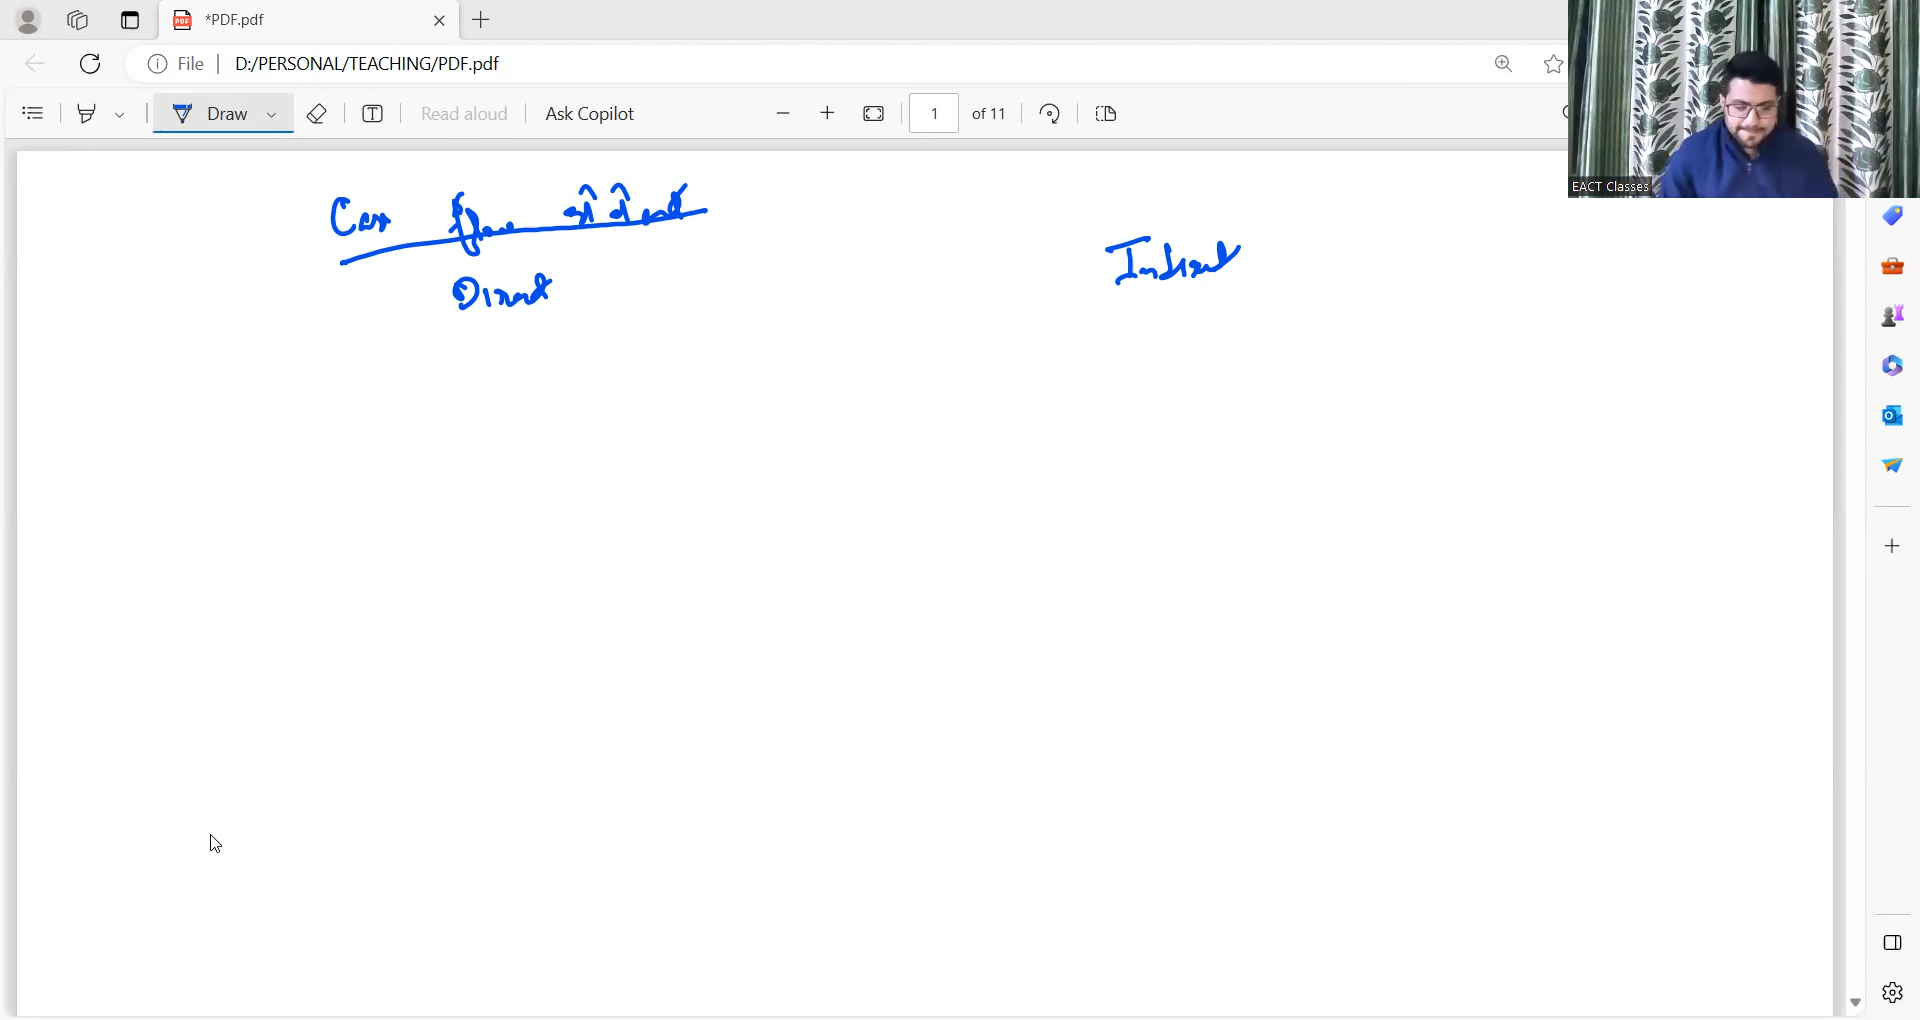 *PDF.pdf
File D:/PERSONAL/TEACHING/PDF.pdf
Draw Read aloud Ask Copilot 1 of 11
EACT Classes
Direct
Indirect